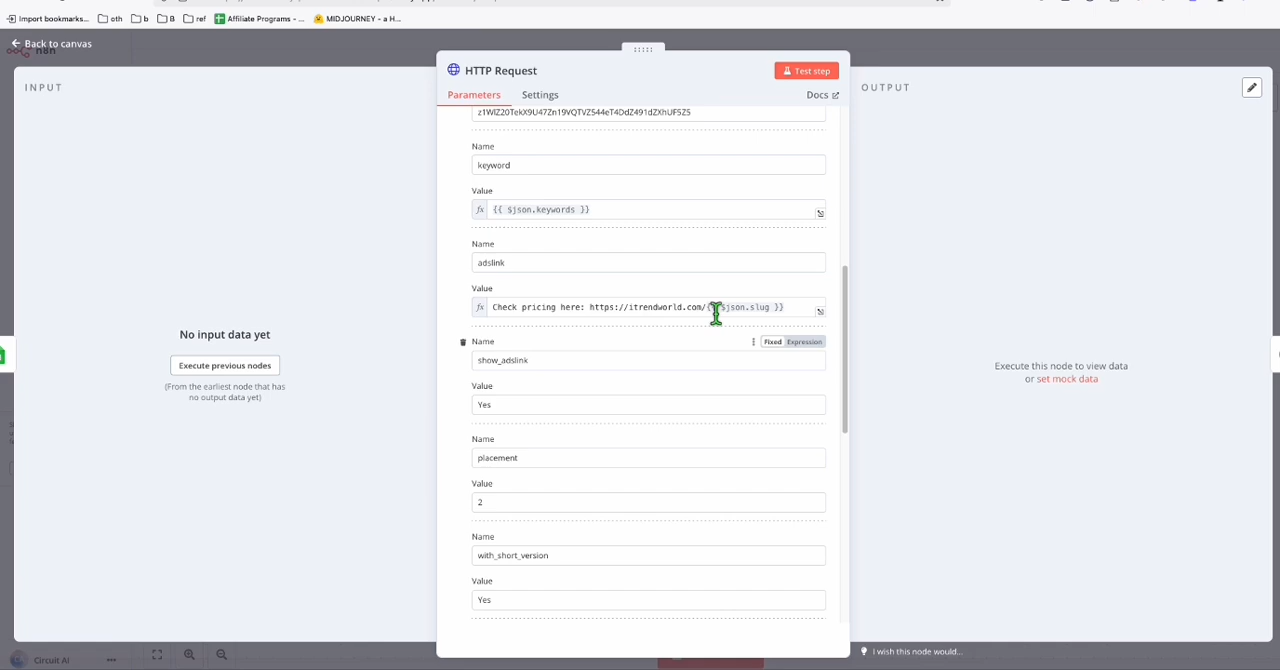 Import bookmarks...
oth
b
B
ref
Affiliate Programs - ...
MIDJOURNEY - a H...
Back to canvas
n8n
INPUT
No input data yet
Execute previous nodes
(From the earliest node that has
no output data yet)
HTTP Request
Test step
Parameters
Settings
Docs
Name
keyword
Value
fx {{ $json.keywords }}
Name
adslink
Value
fx Check pricing here: https://itrendworld.com/{{ $json.slug }}
Name
Fixed Expression
show_adslink
Value
Yes
Name
placement
Value
2
Name
with_short_version
Value
Yes
OUTPUT
Execute this node to view data
or set mock data
Circuit AI
I wish this node would...